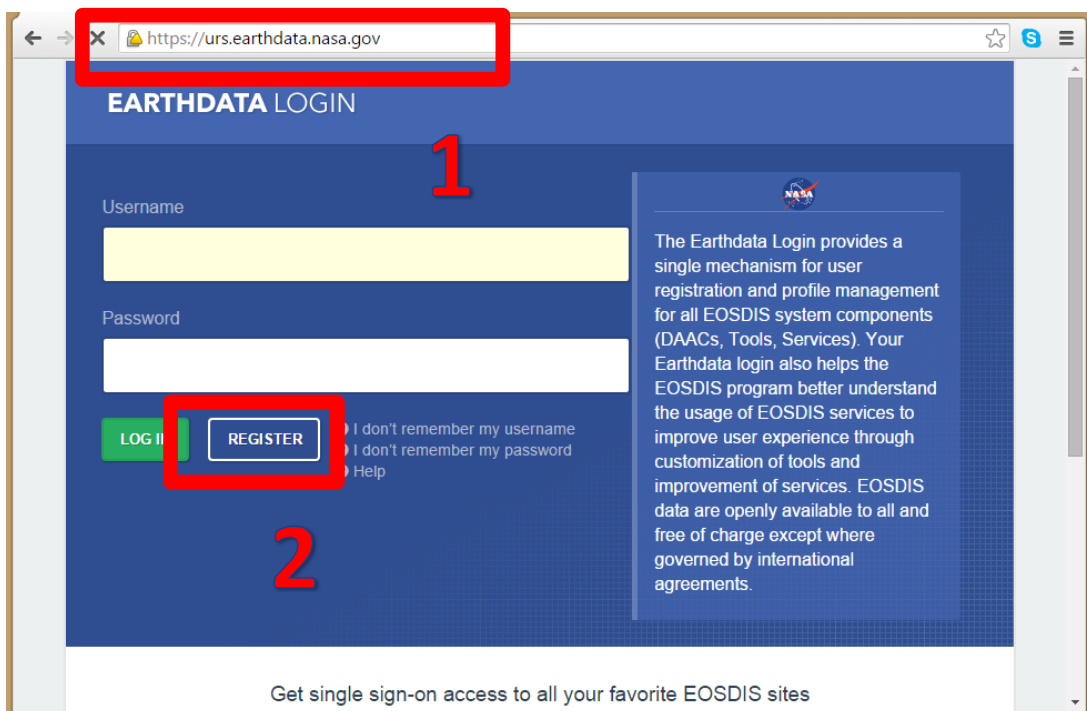 https://urs.earthdata.nasa.gov
S
EARTHDATA LOGIN
1
Username
Password
LOG I
REGISTER
I don't remember my username
I don't remember my password
Help
2
NASA
The Earthdata Login provides a
single mechanism for user
registration and profile management
for all EOSDIS system components
(DAACs, Tools, Services). Your
Earthdata login also helps the
EOSDIS program better understand
the usage of EOSDIS services to
improve user experience through
customization of tools and
improvement of services. EOSDIS
data are openly available to all and
free of charge except where
governed by international
agreements.
Get single sign-on access to all your favorite EOSDIS sites